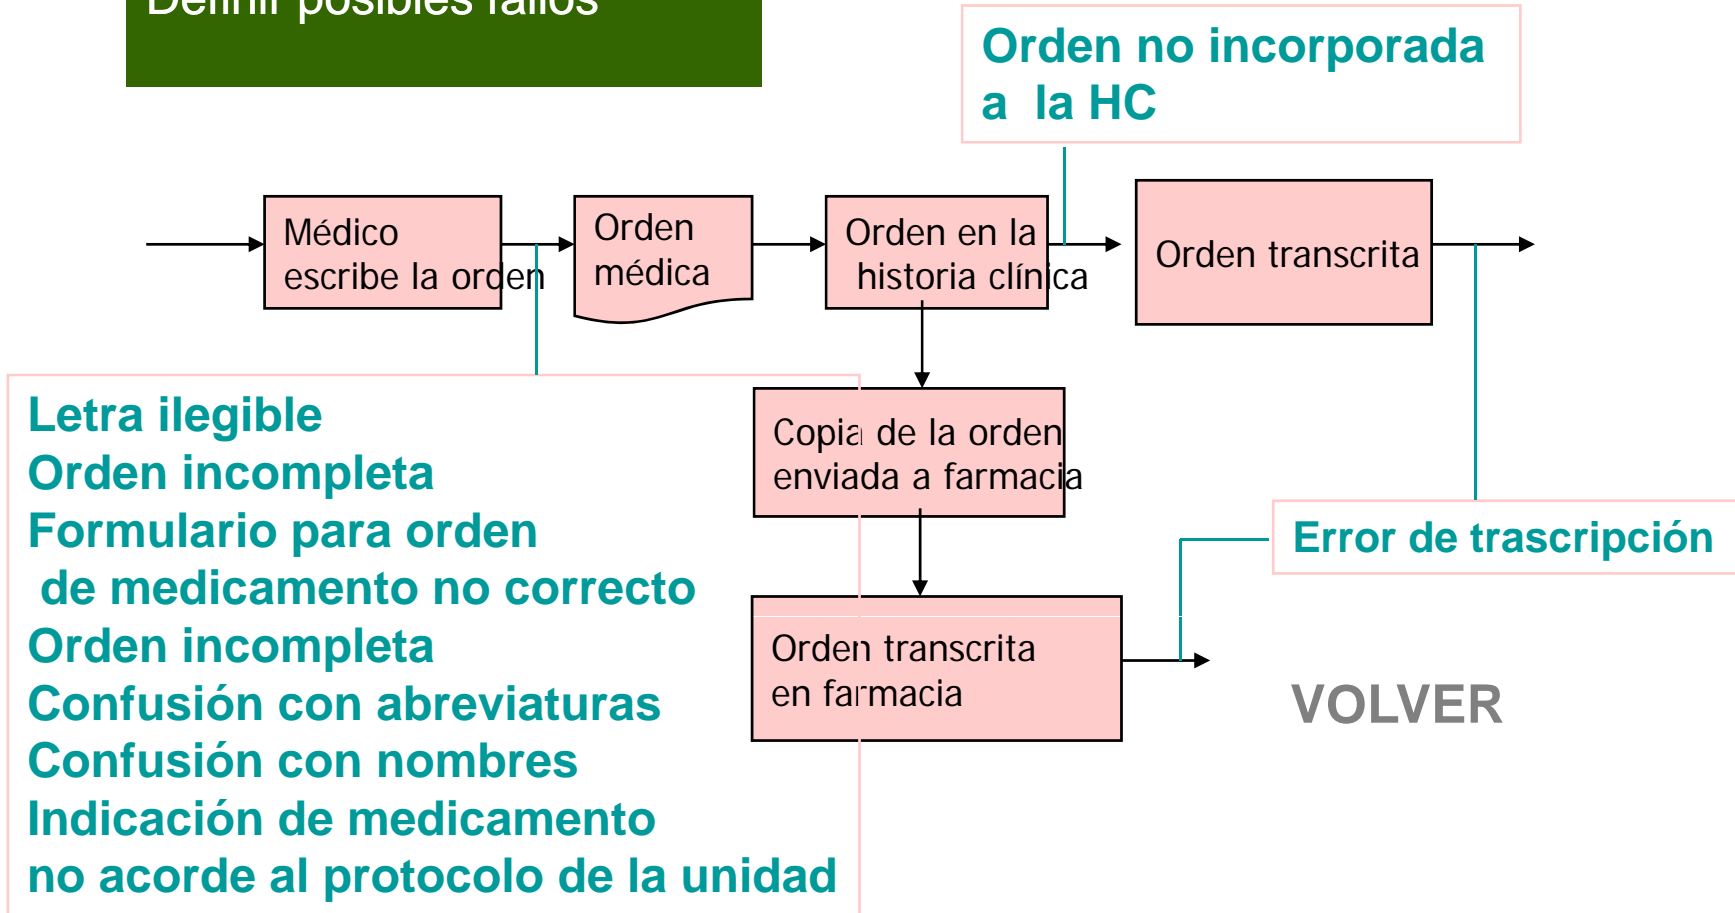 Definir posibles fallos
Orden no incorporada
a la HC
Médico
escribe la orden
Orden
médica
Orden en la
historia clínica
Orden transcrita
Letra ilegible
Orden incompleta
Formulario para orden
de medicamento no correcto
Orden incompleta
Confusión con abreviaturas
Confusión con nombres
Indicación de medicamento
no acorde al protocolo de la unidad
Copia de la orden
enviada a farmacia
Error de trascripción
Orden transcrita
en farmacia
VOLVER